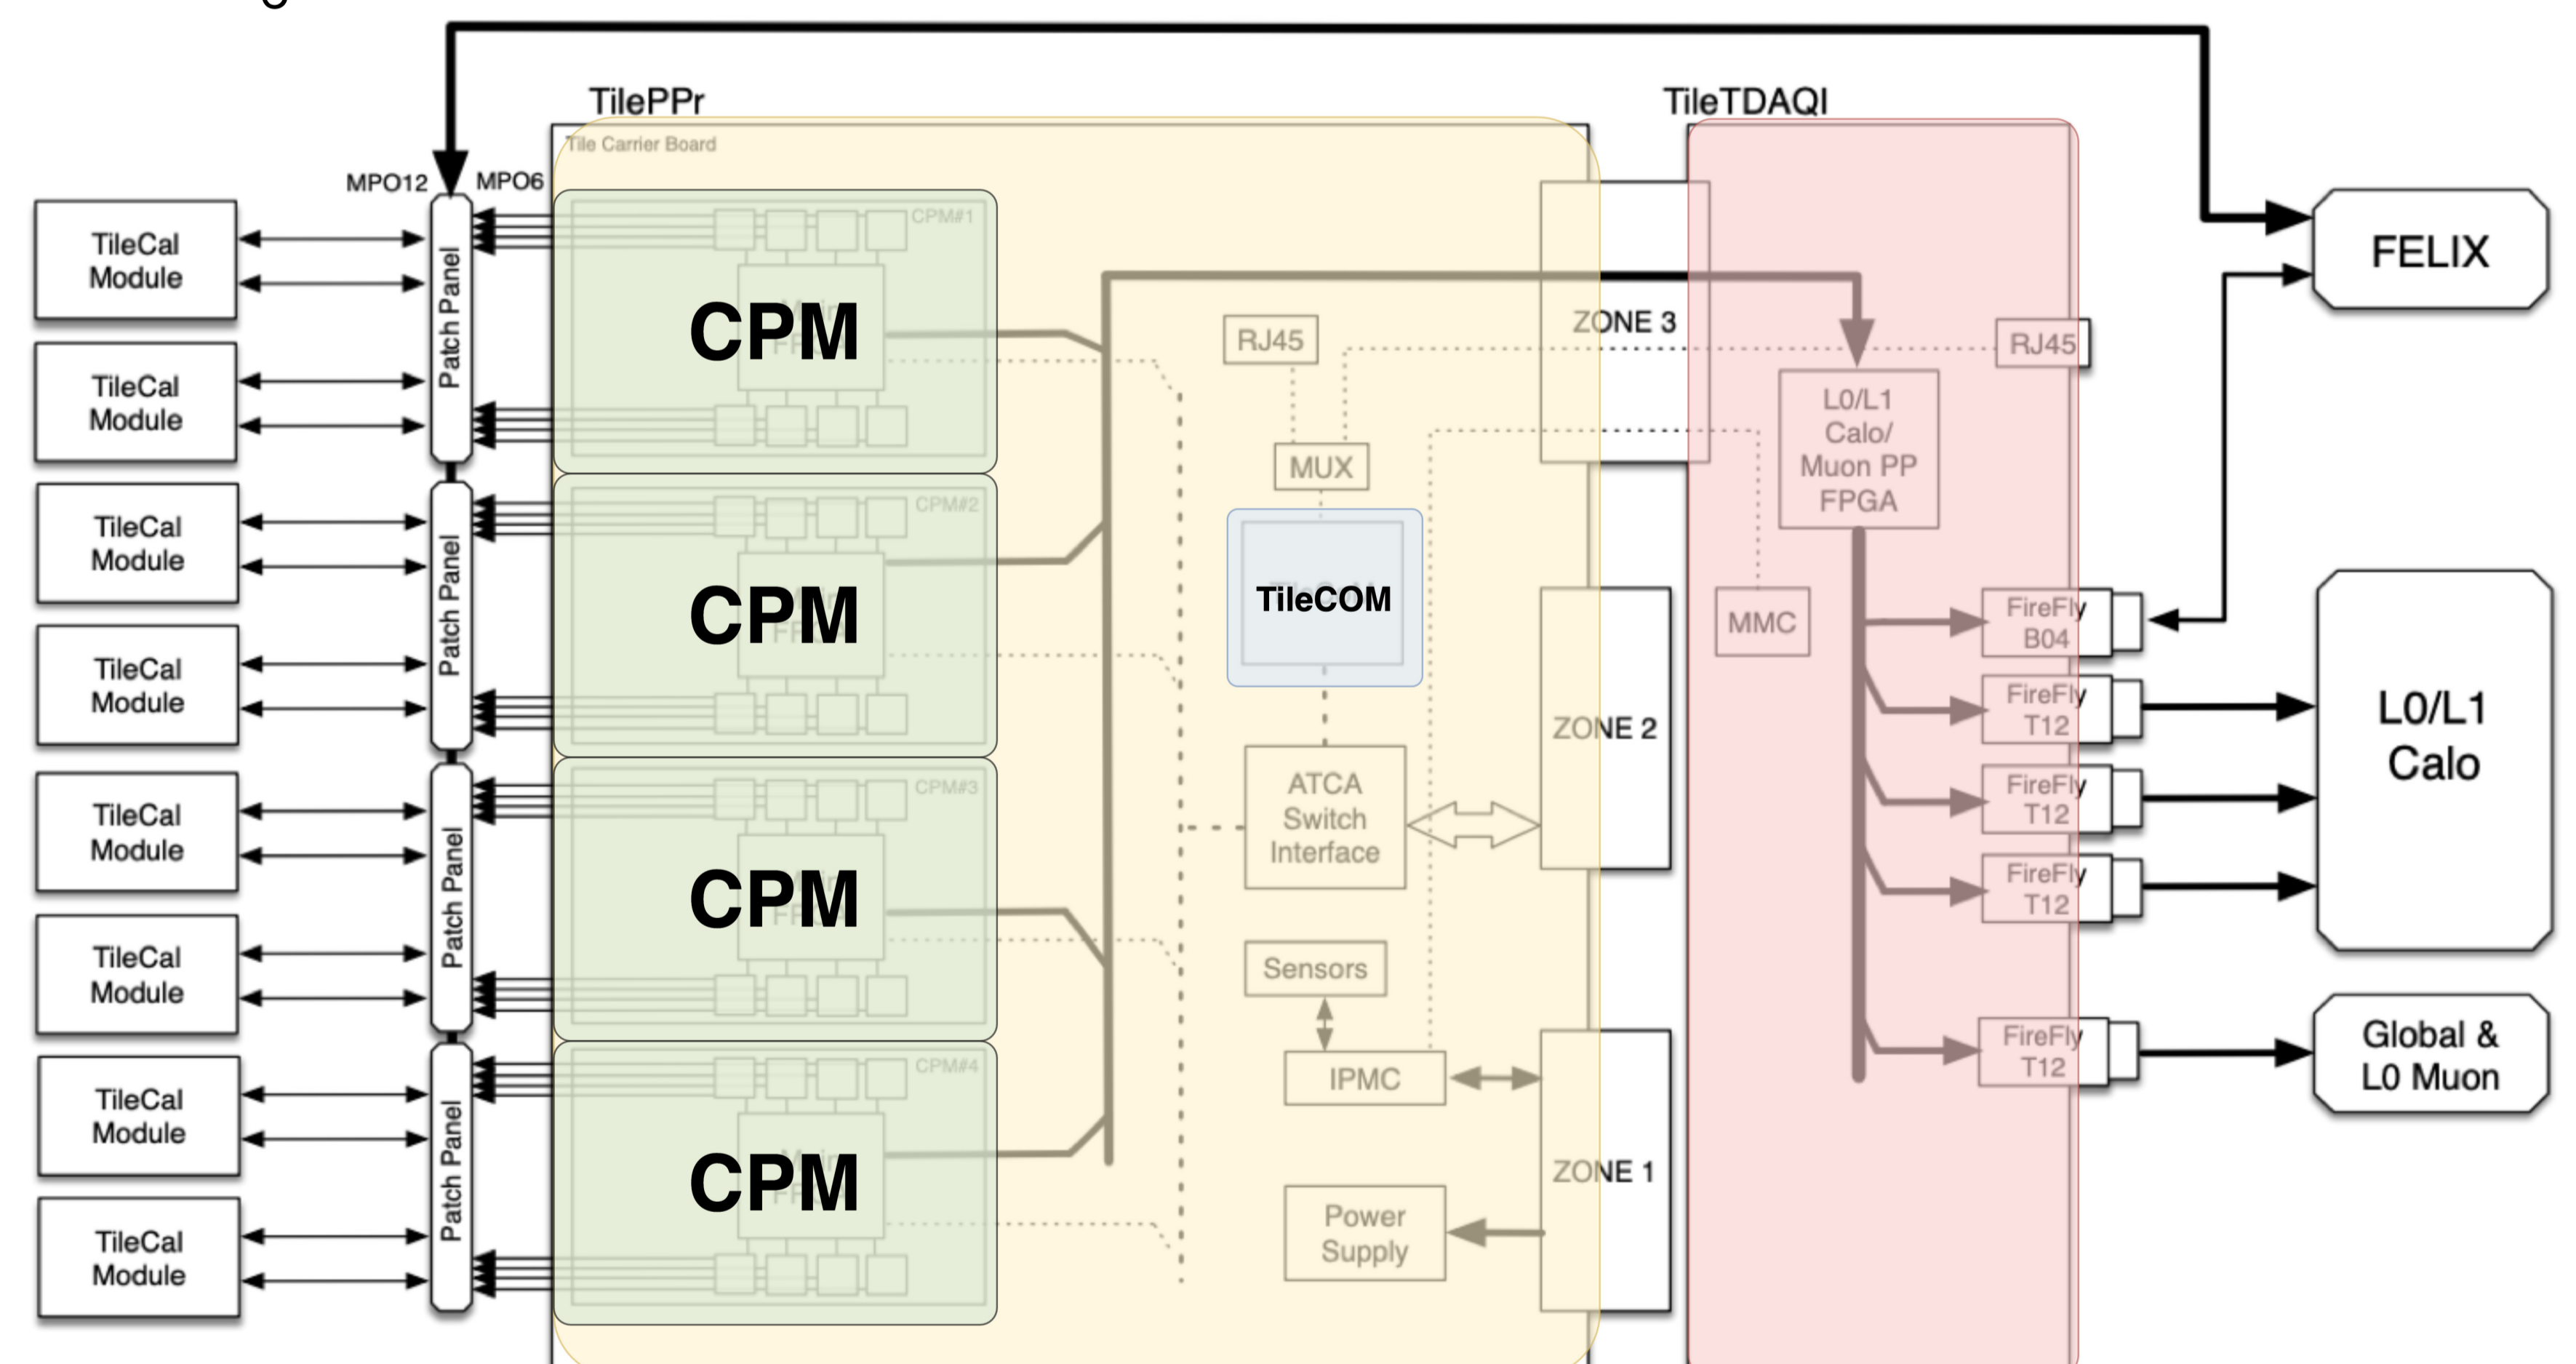 TilePPr
TileTDAQI
Tile Carrier Board
MPO12
MPO6
TileCal
Module
TileCal
Module
TileCal
Module
TileCal
Module
TileCal
Module
TileCal
Module
TileCal
Module
TileCal
Module
Patch Panel
Patch Panel
Patch Panel
Patch Panel
CPM#1
CPM
CPM#2
CPM
CPM#3
CPM
CPM#4
CPM
RJ45
MUX
TileCOM
ATCA
Switch
Interface
Sensors
IPMC
Power
Supply
ZONE 3
ZONE 2
ZONE 1
RJ45
L0/L1
Calo/
Muon PP
FPGA
MMC
FireFly
B04
FireFly
T12
FireFly
T12
FireFly
T12
FireFly
T12
FELIX
L0/L1
Calo
Global &
L0 Muon